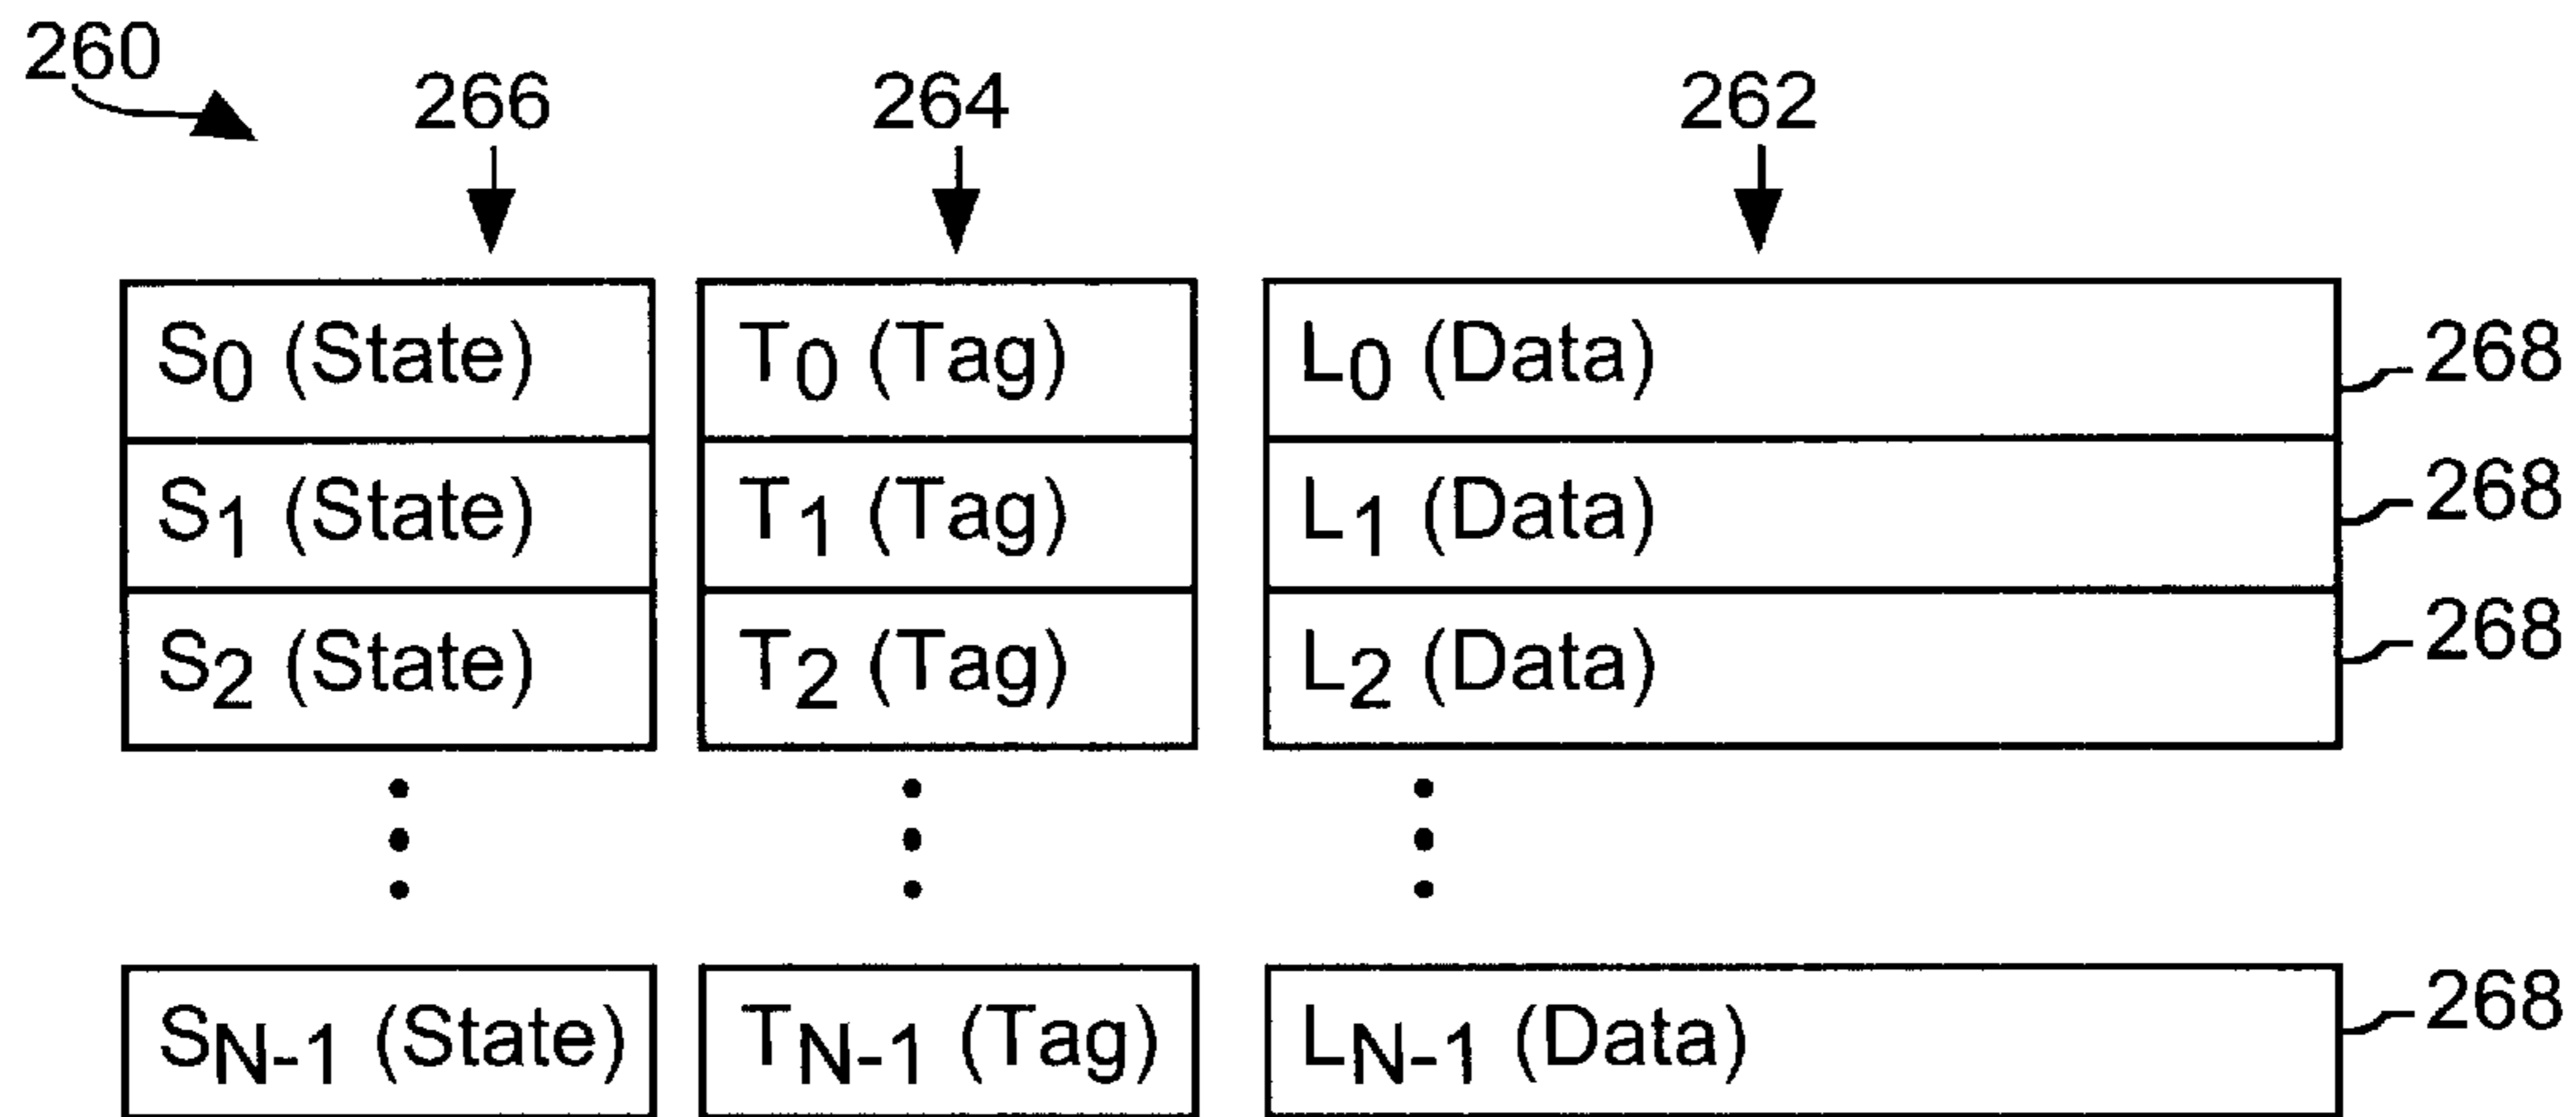 260
266 264 262
S0 (State) T0 (Tag) L0 (Data) 268
S1 (State) T1 (Tag) L1 (Data) 268
S2 (State) T2 (Tag) L2 (Data) 268
SN-1 (State) TN-1 (Tag) LN-1 (Data) 268